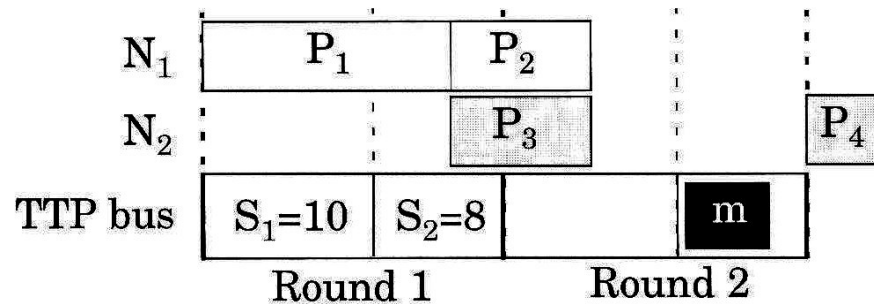 N₁ P₁ P₂
N₂ P₃ P₄
TTP bus S₁=10 S₂=8 m
Round 1 Round 2